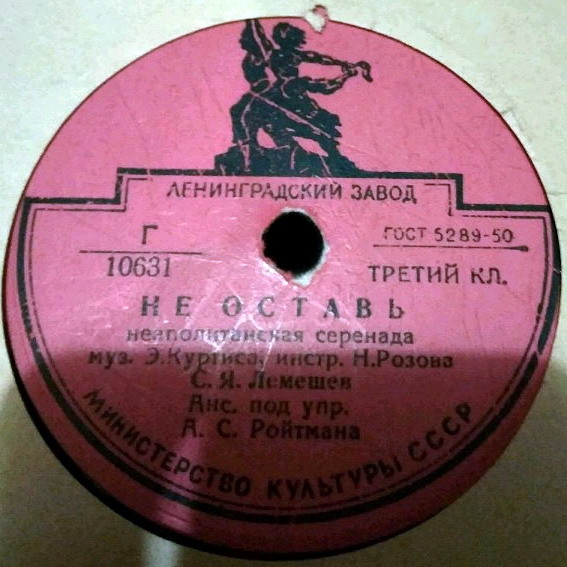 ЛЕНИНГРАДСКИЙ ЗАВОД
Г
10631
ГОСТ 5289-50
ТРЕТИЙ КЛ.
НЕ ОСТАВЬ
неаполитанская серенада
муз. Э.Куртиса, инстр. Н.Розова
С. Я. Лемешев
Анс. под упр.
А. С. Ройтмана
МИНИСТЕРСТВО КУЛЬТУРЫ СССР